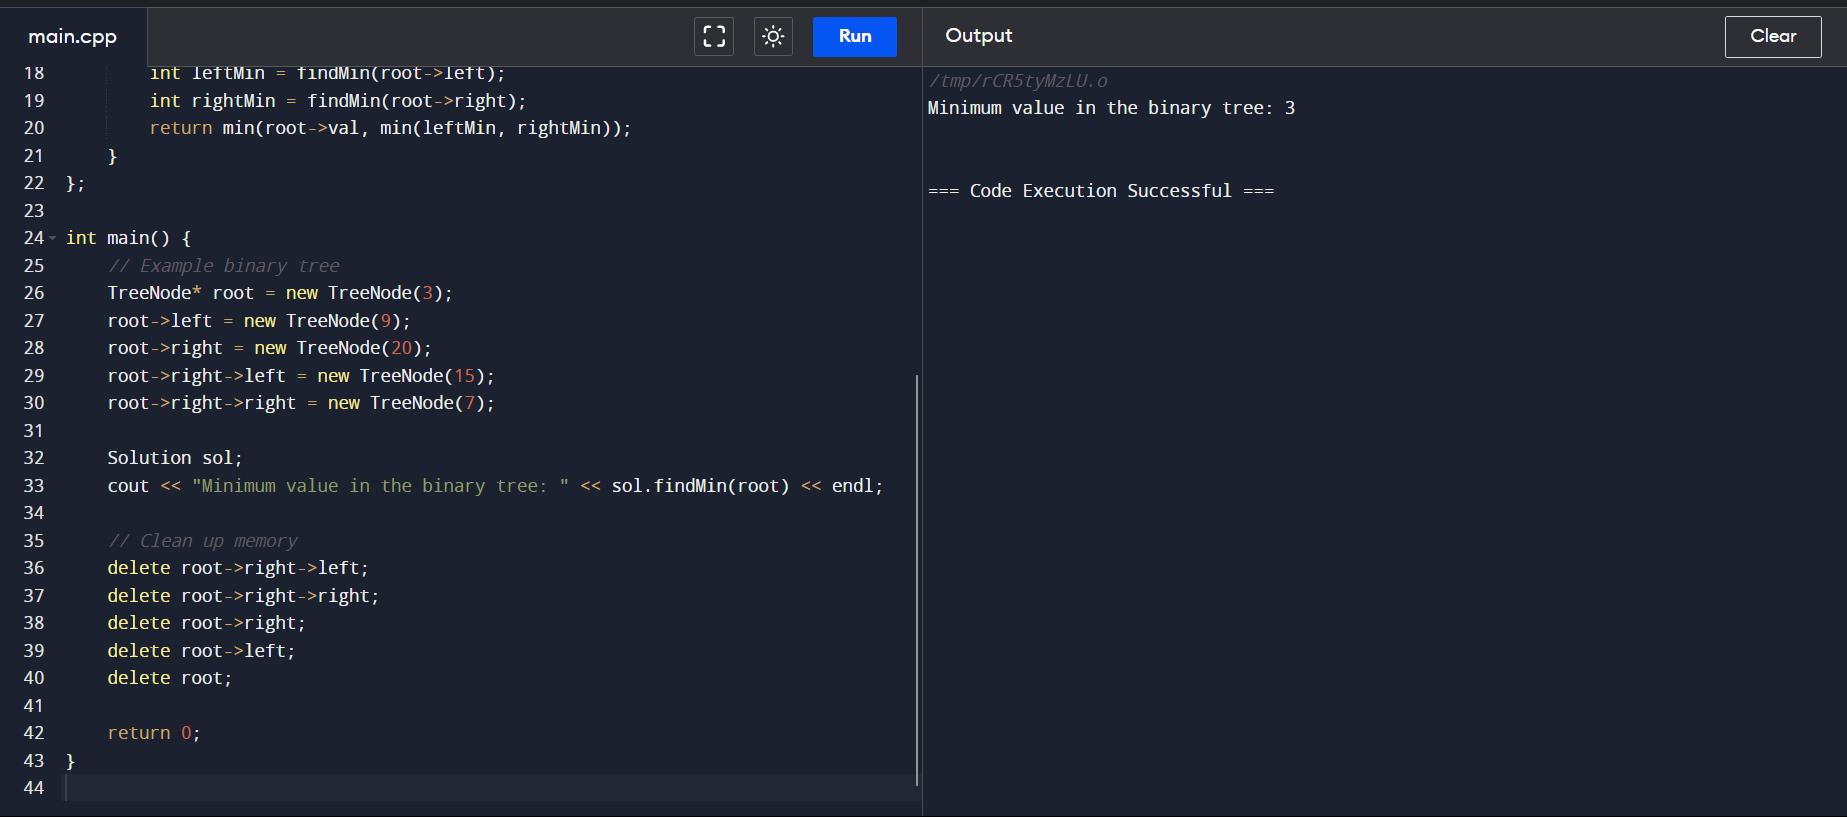 main.cpp
Run
Output
Clear
18 int leftMin = findMin(root->left);
19 int rightMin = findMin(root->right);
20 return min(root->val, min(leftMin, rightMin));
21 }
22 };
23
24 int main() {
25 // Example binary tree
26 TreeNode* root = new TreeNode(3);
27 root->left = new TreeNode(9);
28 root->right = new TreeNode(20);
29 root->right->left = new TreeNode(15);
30 root->right->right = new TreeNode(7);
31
32 Solution sol;
33 cout << "Minimum value in the binary tree: " << sol.findMin(root) << endl;
34
35 // Clean up memory
36 delete root->right->left;
37 delete root->right->right;
38 delete root->right;
39 delete root->left;
40 delete root;
41
42 return 0;
43 }
44
/tmp/rCR5tyMzLU.o
Minimum value in the binary tree: 3
=== Code Execution Successful ===